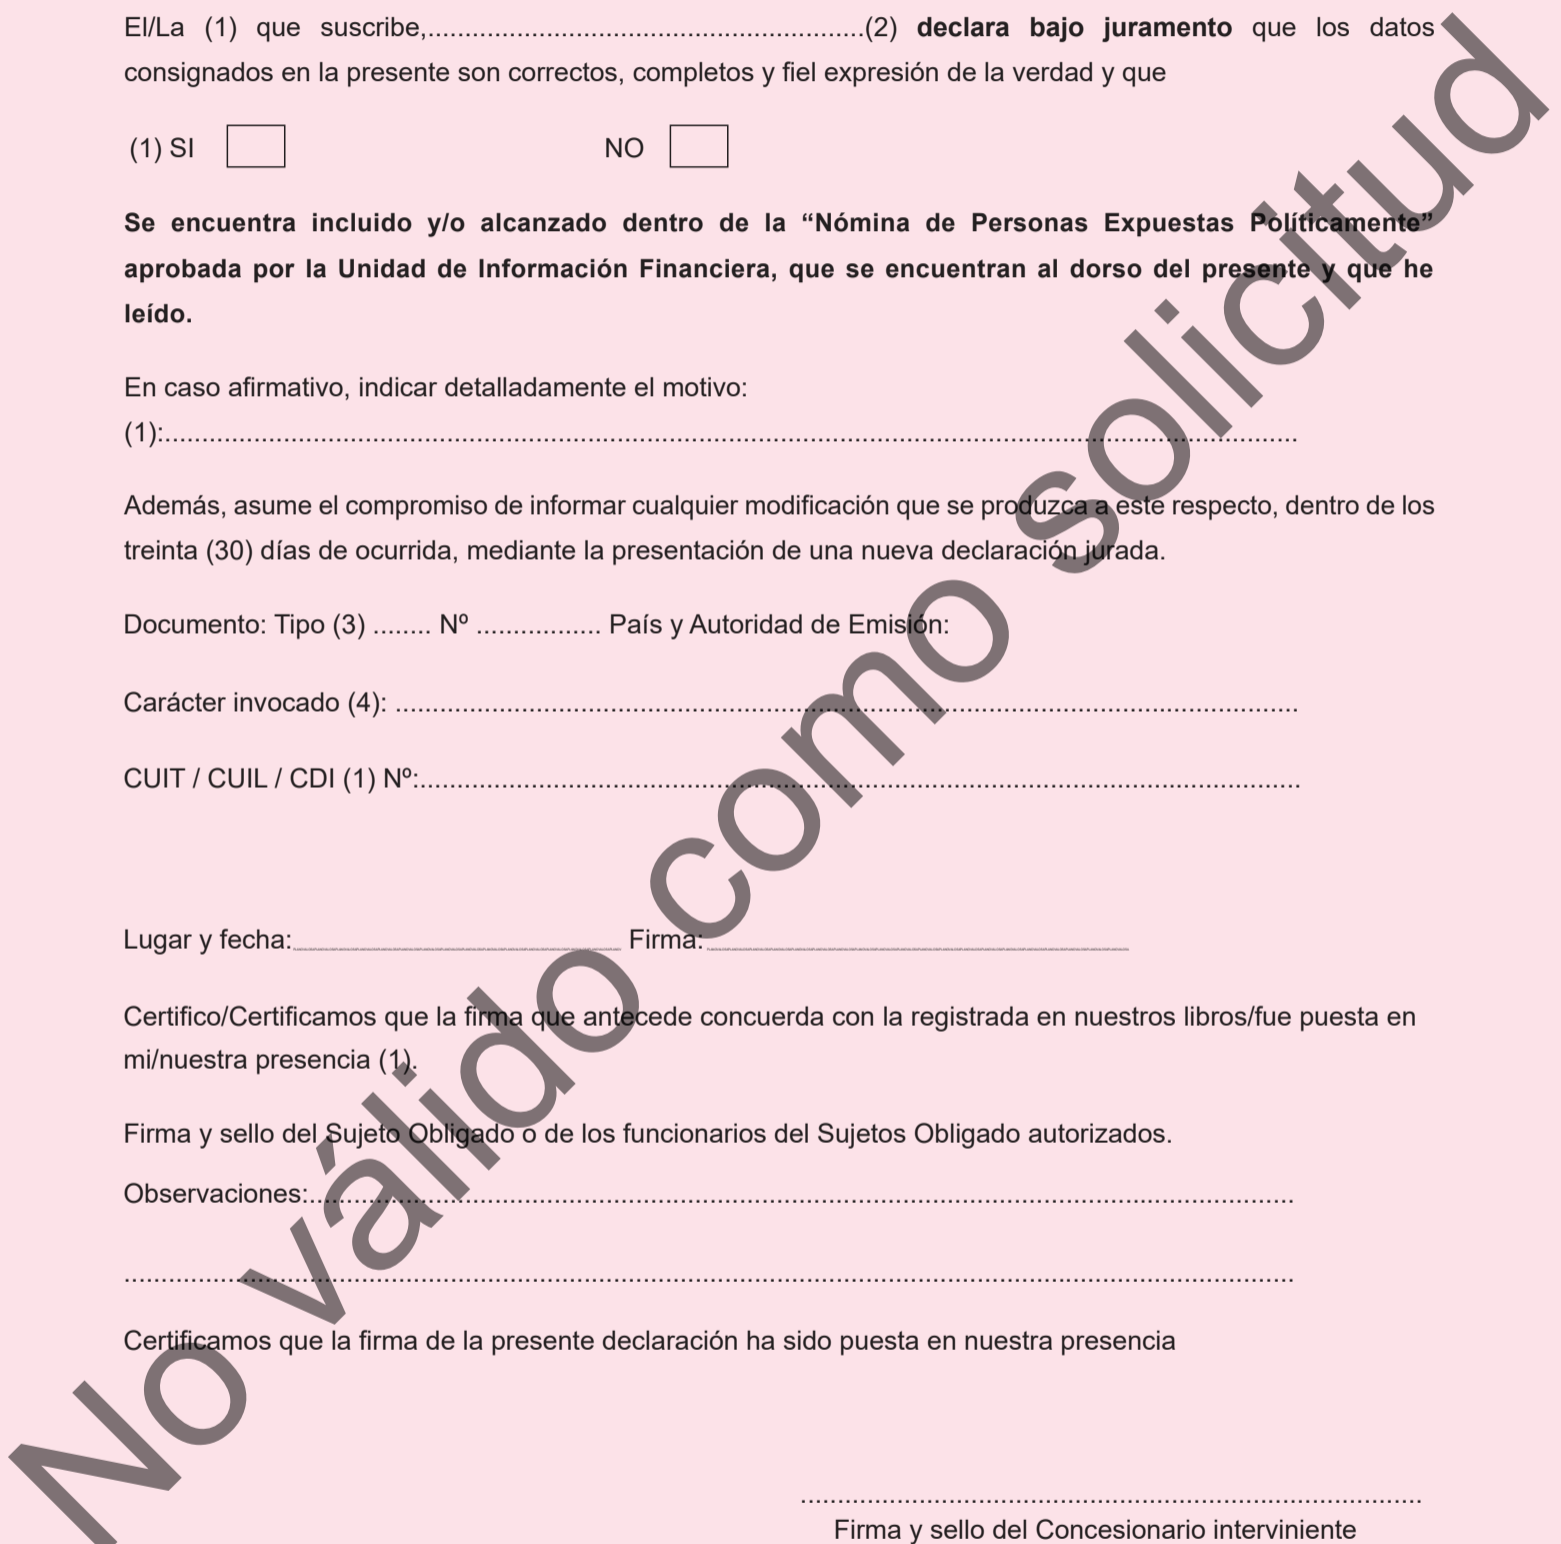 El/La (1) que suscribe,............................................................(2) declara bajo juramento que los datos
consignados en la presente son correctos, completos y fiel expresión de la verdad y que
(1) SI NO
Se encuentra incluido y/o alcanzado dentro de la “Nómina de Personas Expuestas Políticamente”
aprobada por la Unidad de Información Financiera, que se encuentran al dorso del presente y que he
leído.
En caso afirmativo, indicar detalladamente el motivo:
(1):........................................................................................................................................................
Además, asume el compromiso de informar cualquier modificación que se produzca a este respecto, dentro de los
treinta (30) días de ocurrida, mediante la presentación de una nueva declaración jurada.
Documento: Tipo (3) ........ Nº ................. País y Autoridad de Emisión:
Carácter invocado (4): .........................................................................................................................
CUIT / CUIL / CDI (1) Nº:......................................................................................................................
Lugar y fecha: Firma:
Certifico/Certificamos que la firma que antecede concuerda con la registrada en nuestros libros/fue puesta en
mi/nuestra presencia (1).
Firma y sello del Sujeto Obligado o de los funcionarios del Sujetos Obligado autorizados.
Observaciones:....................................................................................................................................
.............................................................................................................................................................
Certificamos que la firma de la presente declaración ha sido puesta en nuestra presencia
...................................................................................
Firma y sello del Concesionario interviniente
No válido como solicitud